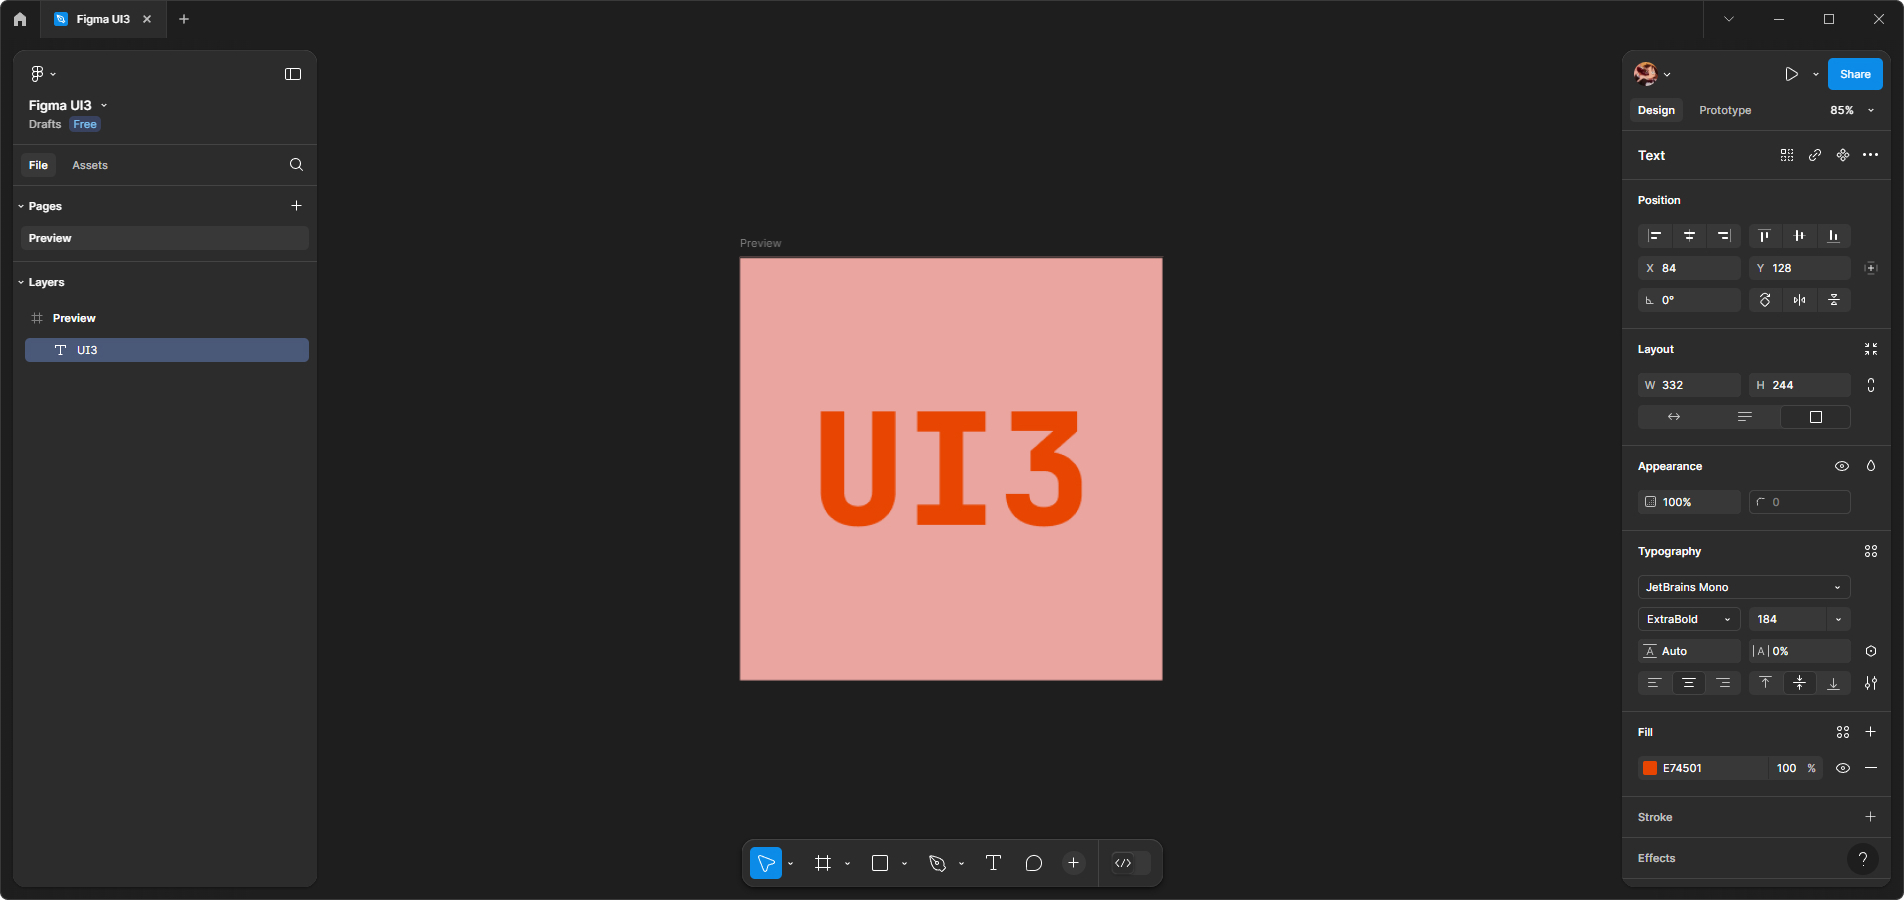 Figma UI3
Figma UI3
Drafts Free
File Assets
Pages
Preview
Layers
Preview
UI3
Preview
UI3
Share
Design Prototype 85%
Text
Position
X 84 Y 128
0°
Layout
W 332 H 244
Appearance
100% 0
Typography
JetBrains Mono
ExtraBold 184
A Auto |A| 0%
Fill
E74501 100 %
Stroke
Effects
?